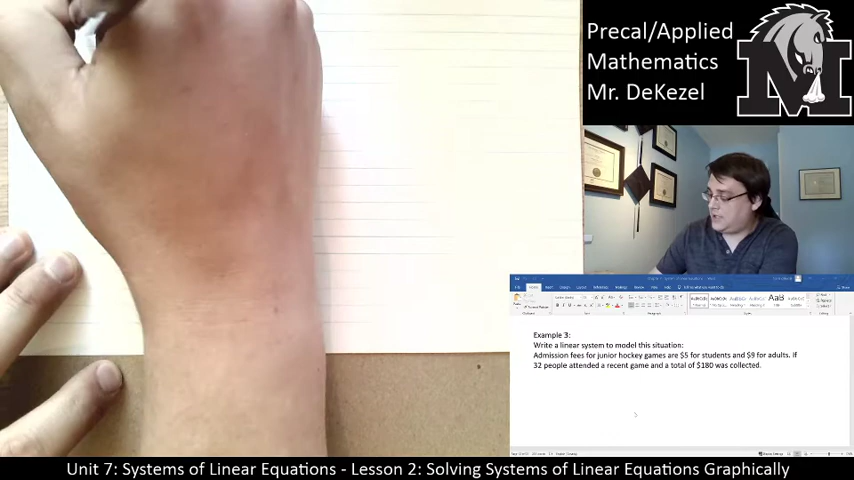 Precal/Applied
Mathematics
Mr. DeKezel
M
Example 3:
Write a linear system to model this situation:
Admission fees for junior hockey games are $5 for students and $9 for adults. If
32 people attended a recent game and a total of $180 was collected.
Unit 7: Systems of Linear Equations - Lesson 2: Solving Systems of Linear Equations Graphically